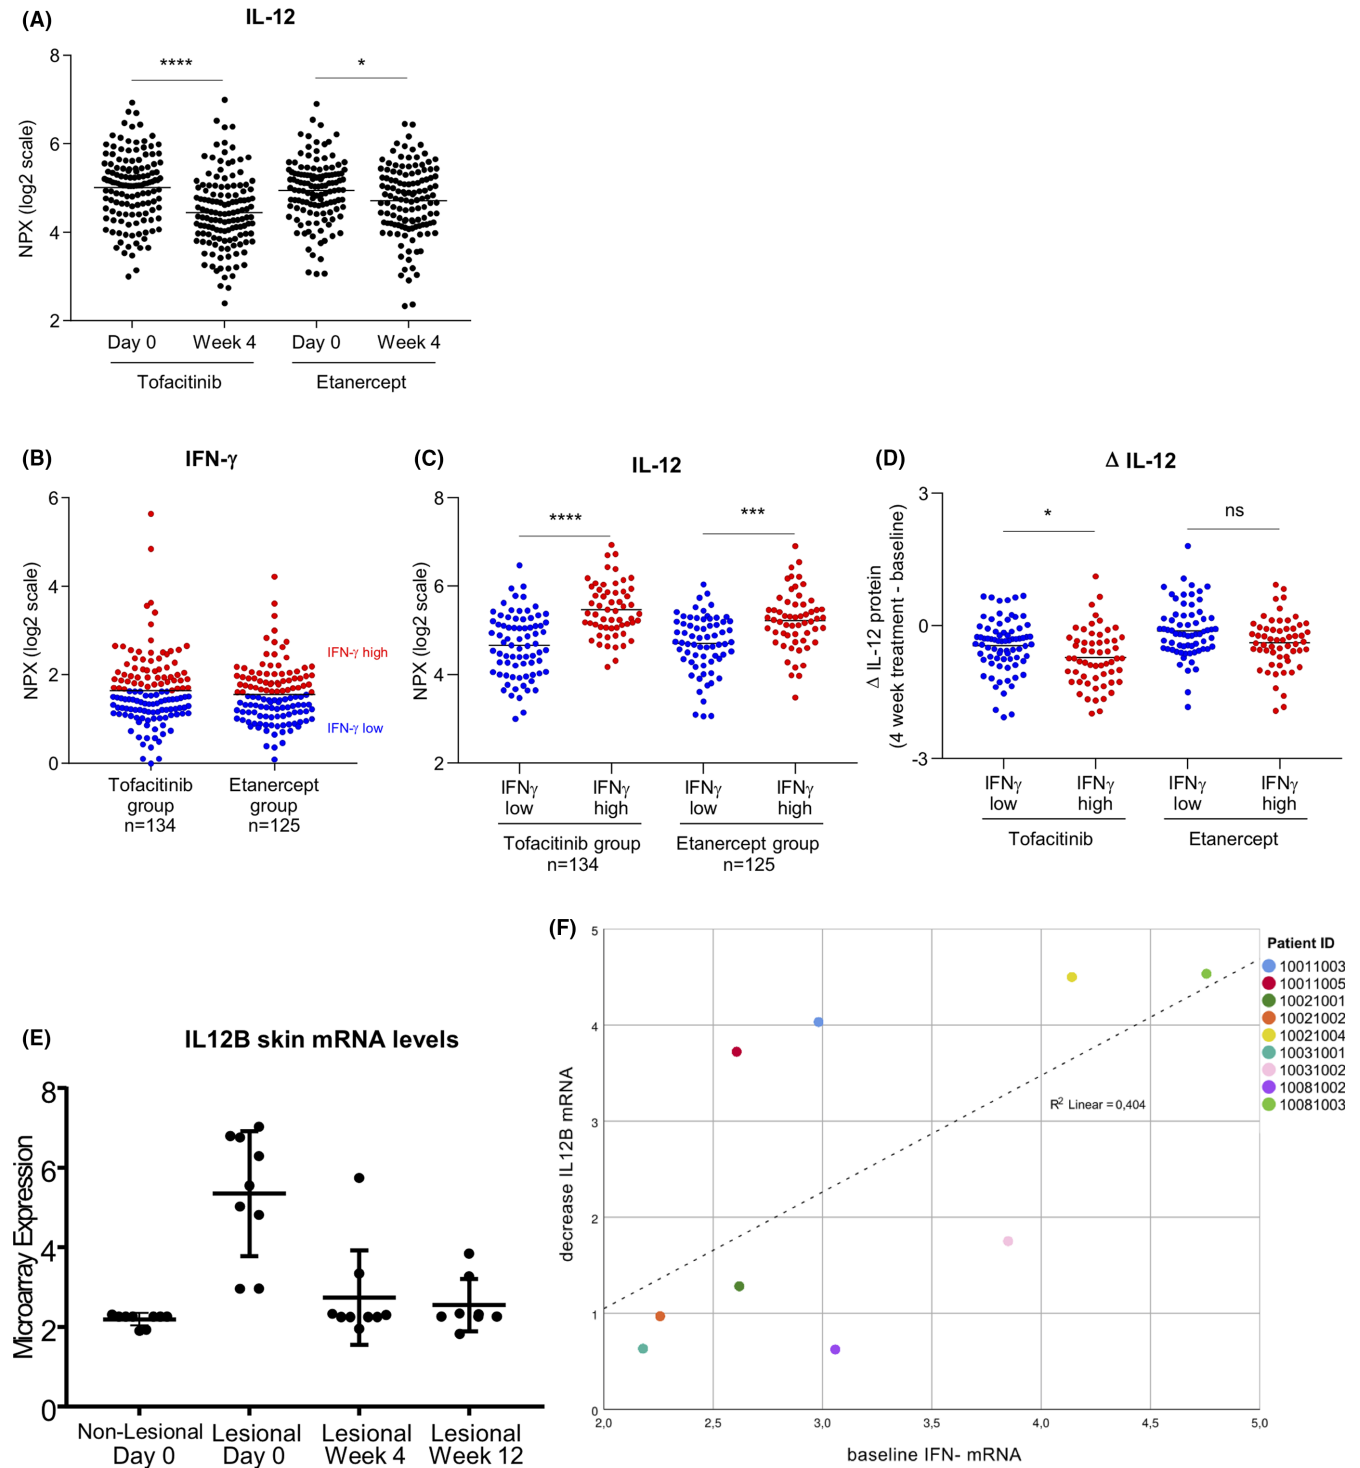 (A)
IL-12
NPX (log2 scale)
8
6
4
2
****
*
Day 0
Week 4
Day 0
Week 4
Tofacitinib
Etanercept
(B)
IFN-γ
NPX (log2 scale)
6
4
2
0
IFN-γ high
IFN-γ low
Tofacitinib
group
n=134
Etanercept
group
n=125
(C)
IL-12
NPX (log2 scale)
8
6
4
2
****
***
IFNγ
low
IFNγ
high
IFNγ
low
IFNγ
high
Tofacitinib group
n=134
Etanercept group
n=125
(D)
Δ IL-12
Δ IL-12 protein
(4 week treatment - baseline)
3
0
-3
*
ns
IFNγ
low
IFNγ
high
IFNγ
low
IFNγ
high
Tofacitinib
Etanercept
(E)
IL12B skin mRNA levels
Microarray Expression
8
6
4
2
0
Non-Lesional
Day 0
Lesional
Day 0
Lesional
Week 4
Lesional
Week 12
(F)
decrease IL12B mRNA
5
4
3
2
1
0
2,0
2,5
3,0
3,5
4,0
4,5
5,0
baseline IFN- mRNA
R2 Linear = 0,404
Patient ID
10011003
10011005
10021001
10021002
10021004
10031001
10031002
10081002
10081003